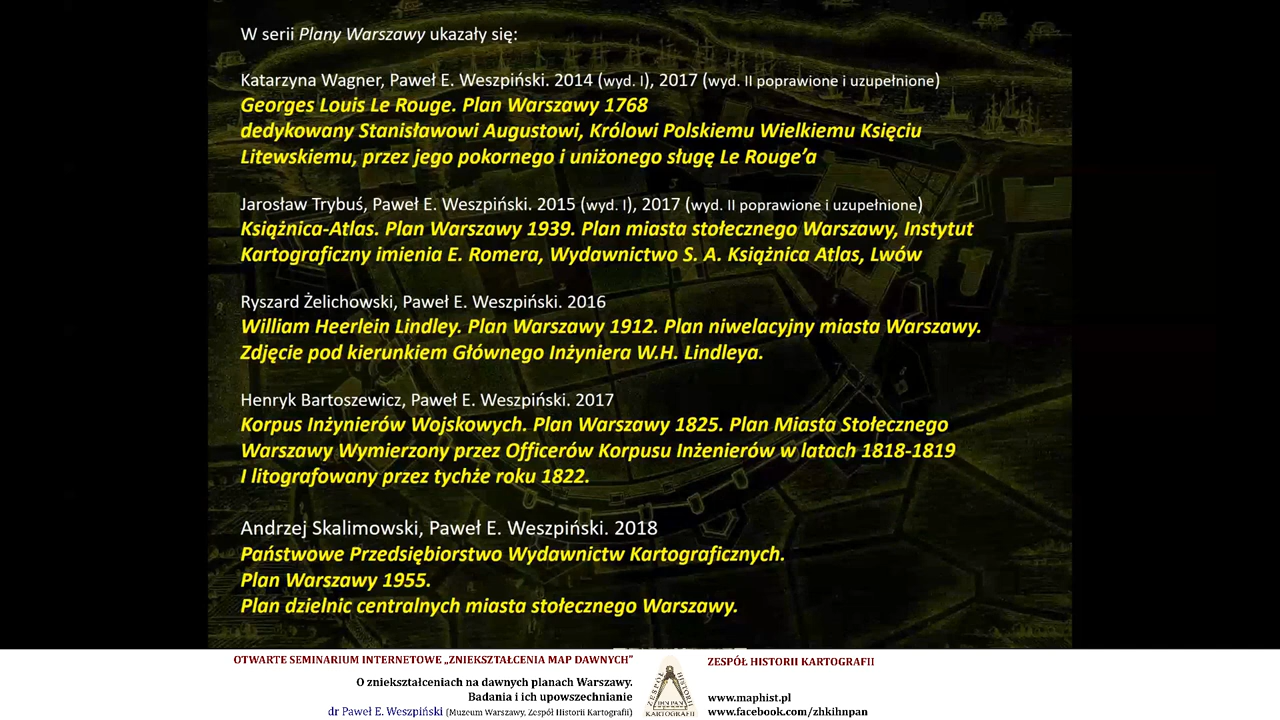 W serii Plany Warszawy ukazały się:
Katarzyna Wagner, Paweł E. Weszpiński. 2014 (wyd. I), 2017 (wyd. II poprawione i uzupełnione)
Georges Louis Le Rouge. Plan Warszawy 1768
dedykowany Stanisławowi Augustowi, Królowi Polskiemu Wielkiemu Księciu
Litewskiemu, przez jego pokornego i uniżonego sługę Le Rouge’a
Jarosław Trybuś, Paweł E. Weszpiński. 2015 (wyd. I), 2017 (wyd. II poprawione i uzupełnione)
Książnica-Atlas. Plan Warszawy 1939. Plan miasta stołecznego Warszawy, Instytut
Kartograficzny imienia E. Romera, Wydawnictwo S. A. Książnica Atlas, Lwów
Ryszard Żelichowski, Paweł E. Weszpiński. 2016
William Heerlein Lindley. Plan Warszawy 1912. Plan niwelacyjny miasta Warszawy.
Zdjęcie pod kierunkiem Głównego Inżyniera W.H. Lindleya.
Henryk Bartoszewicz, Paweł E. Weszpiński. 2017
Korpus Inżynierów Wojskowych. Plan Warszawy 1825. Plan Miasta Stołecznego
Warszawy Wymierzony przez Officerów Korpusu Inżenierów w latach 1818-1819
I litografowany przez tychże roku 1822.
Andrzej Skalimowski, Paweł E. Weszpiński. 2018
Państwowe Przedsiębiorstwo Wydawnictw Kartograficznych.
Plan Warszawy 1955.
Plan dzielnic centralnych miasta stołecznego Warszawy.
OTWARTE SEMINARIUM INTERNETOWE „ZNIEKSZTAŁCENIA MAP DAWNYCH”
O zniekształceniach na dawnych planach Warszawy.
Badania i ich upowszechnianie
dr Paweł E. Weszpiński (Muzeum Warszawy, Zespół Historii Kartografii)
ZESPÓŁ HISTORII
IHN PAN
KARTOGRAFII
ZESPÓŁ HISTORII KARTOGRAFII
www.maphist.pl
www.facebook.com/zhkihnpan